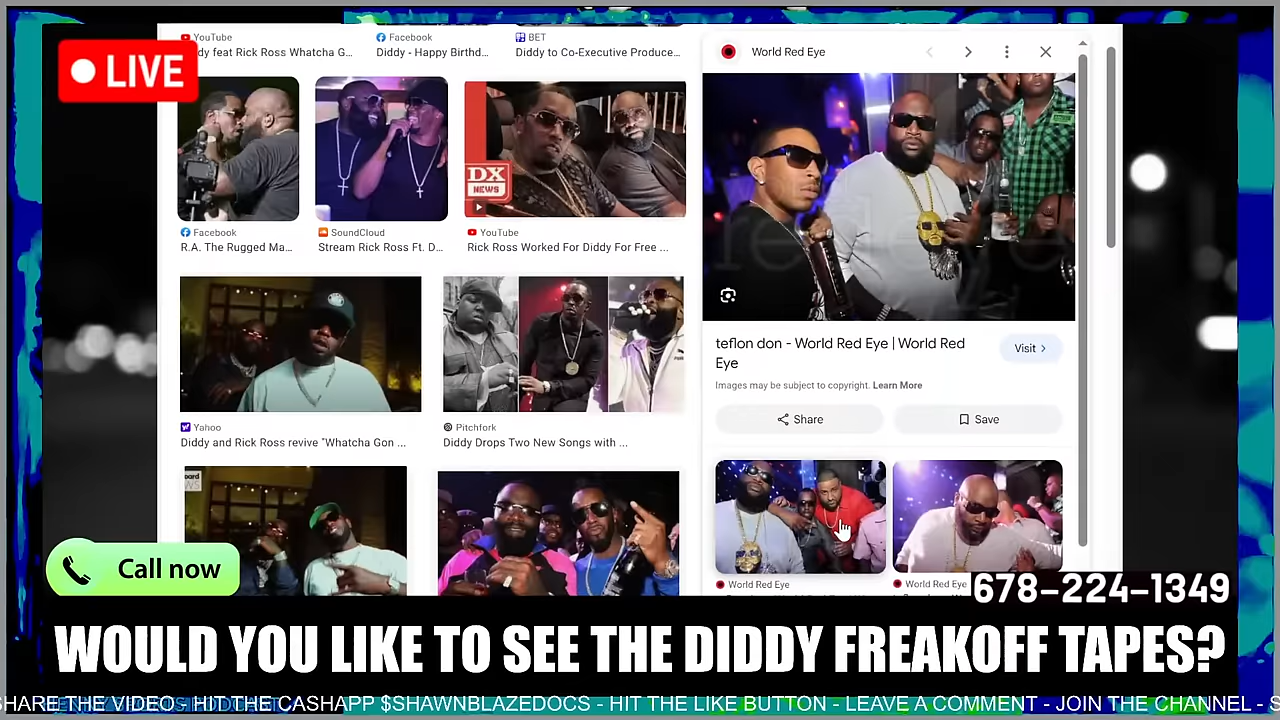 YouTube
Facebook
BET
dy feat Rick Ross Whatcha G...
Diddy - Happy Birthd...
Diddy to Co-Executive Produce...
World Red Eye
LIVE
DX
NEWS
Facebook
SoundCloud
YouTube
R.A. The Rugged Ma...
Stream Rick Ross Ft. D...
Rick Ross Worked For Diddy For Free ...
teflon don - World Red Eye | World Red
Eye
Visit
Images may be subject to copyright. Learn More
Share
Save
Yahoo
Pitchfork
Diddy and Rick Ross revive "Whatcha Gon ...
Diddy Drops Two New Songs with ...
oard
WS
Call now
World Red Eye
World Red Eye
678-224-1349
WOULD YOU LIKE TO SEE THE DIDDY FREAKOFF TAPES?
SHARE THE VIDEO - HIT THE CASHAPP $SHAWNBLAZEDOCS - HIT THE LIKE BUTTON - LEAVE A COMMENT - JOIN THE CHANNEL - S